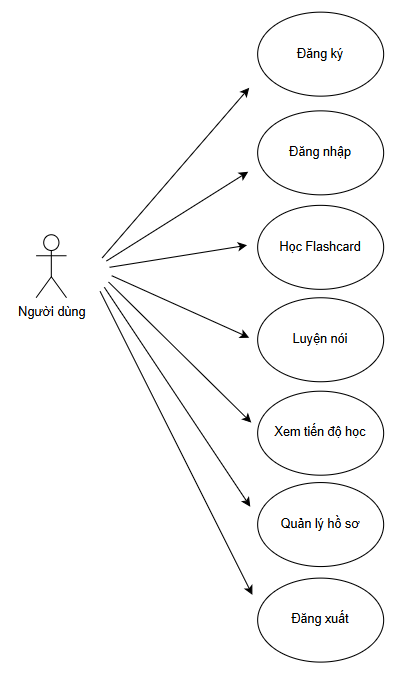 Đăng ký
Đăng nhập
Học Flashcard
Người dùng
Luyện nói
Xem tiến độ học
Quản lý hồ sơ
Đăng xuất